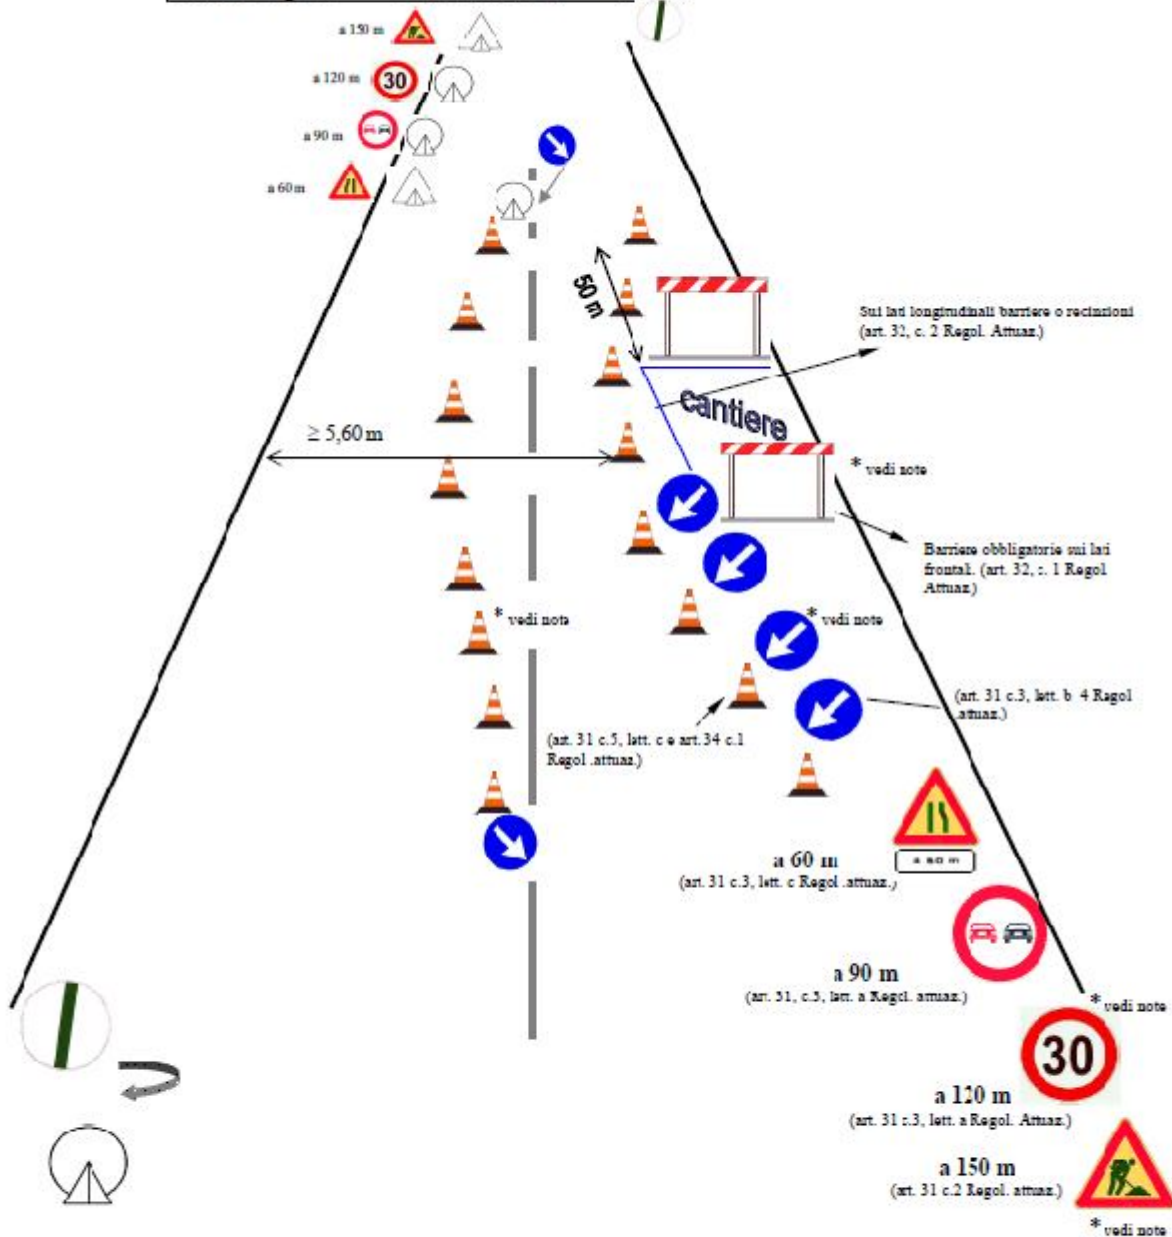 a 150 m
a 120 m
30
a 90 m
a 60 m
50 m
Sui lati longitudinali barriere o recinzioni
(art. 32, c. 2 Regol. Attuaz.)
cantiere
≥ 5,60 m
* vedi note
Barriere obbligatorie sui lati
frontali. (art. 32, c. 1 Regol
Attuaz.)
* vedi note
* vedi note
(art. 31 c.3, lett. b 4 Regol
.attuaz.)
(art. 31 c.5, lett. c e art.34 c.1
Regol .attuaz.)
a 60 m
a 60 m
(art. 31 c.3, lett. c Regol .attuaz.)
a 90 m
(art. 31, c.3, lett. a Regol. attuaz.)
* vedi note
30
a 120 m
(art. 31 c.3, lett. a Regol. Attuaz.)
a 150 m
(art. 31 c.2 Regol. attuaz.)
* vedi note